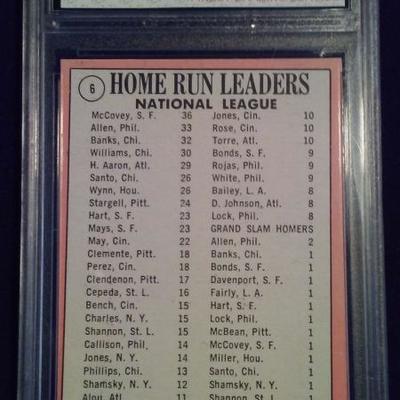 6
HOME RUN LEADERS
NATIONAL LEAGUE
McCovey, S. F. 36
Allen, Phil. 33
Banks, Chi. 32
Williams, Chi. 30
H. Aaron, Atl. 29
Santo, Chi. 26
Wynn, Hou. 26
Stargell, Pitt. 24
Hart, S. F. 23
Mays, S. F. 23
May, Cin. 22
Clemente, Pitt. 18
Perez, Cin. 18
Clendenon, Pitt. 17
Cepeda, St. L. 16
Bench, Cin. 15
Charles, N. Y. 15
Shannon, St. L. 15
Callison, Phil. 14
Jones, N. Y. 14
Phillips, Chi. 13
Shamsky, N. Y. 12
Alou, Atl. 11
Jones, Cin. 10
Rose, Cin. 10
Torre, Atl. 10
Bonds, S. F. 9
Rojas, Phil. 9
White, Phil. 9
Bailey, L. A. 8
D. Johnson, Atl. 8
Lock, Phil. 8
GRAND SLAM HOMERS
Allen, Phil. 2
Banks, Chi. 1
Bonds, S. F. 1
Davenport, S. F. 1
Fairly, L. A. 1
Hart, S. F. 1
Lock, Phil. 1
McBean, Pitt. 1
McCovey, S. F. 1
Miller, Hou. 1
Santo, Chi. 1
Shamsky, N. Y. 1
Shannon, St. L. 1